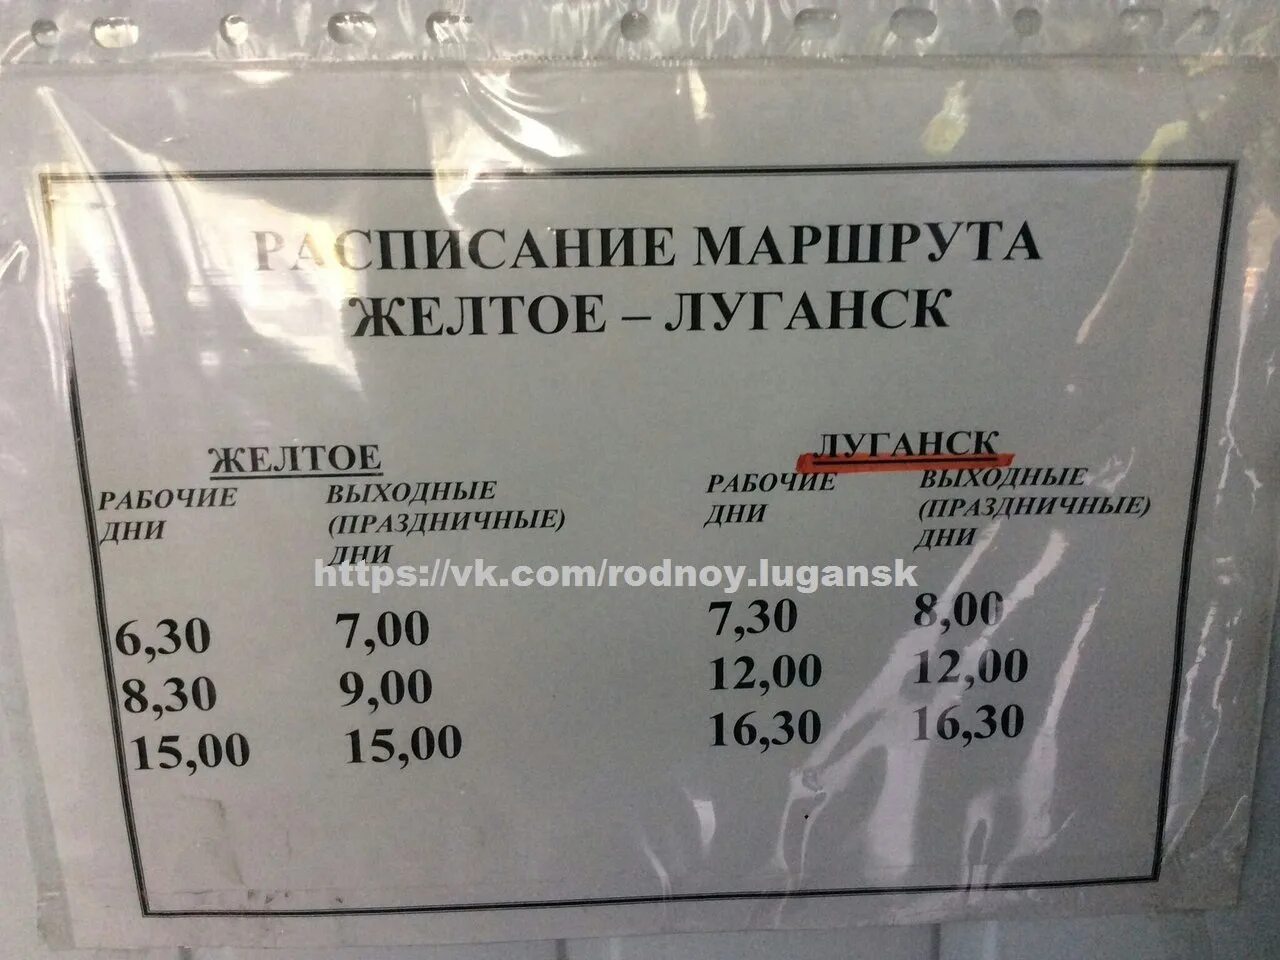 РАСПИСАНИЕ МАРШРУТА
ЖЕЛТОЕ – ЛУГАНСК
ЖЕЛТОЕ
РАБОЧИЕ ДНИ
ВЫХОДНЫЕ (ПРАЗДНИЧНЫЕ) ДНИ
6,30 7,00
8,30 9,00
15,00 15,00
ЛУГАНСК
РАБОЧИЕ ДНИ
ВЫХОДНЫЕ (ПРАЗДНИЧНЫЕ) ДНИ
7,30 8,00
12,00 12,00
16,30 16,30
https://vk.com/rodnoy.lugansk